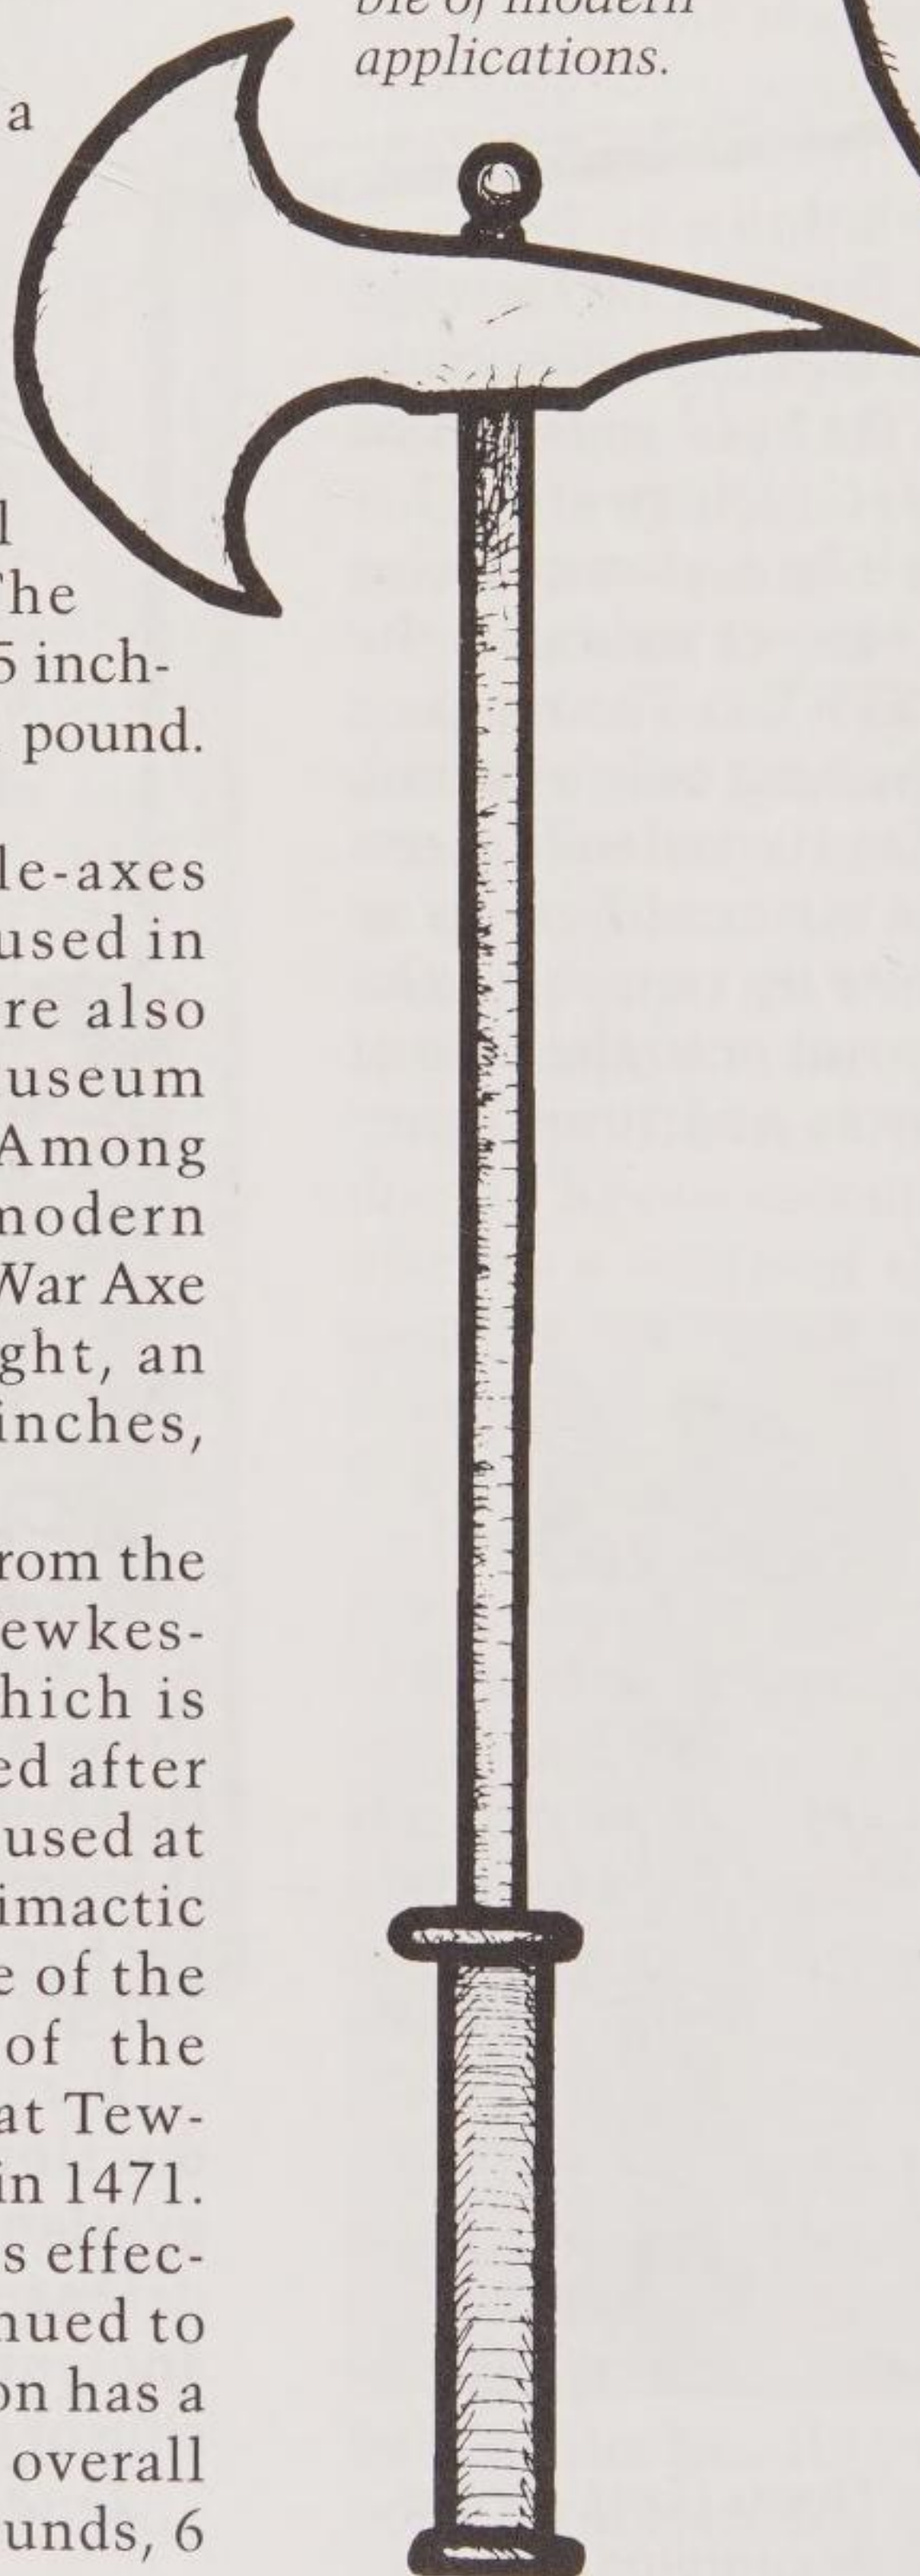 applications.
a
l
The
5 inch-
pound.
le-axes
used in
re also
useum
Among
modern
War Axe
ght, an
inches,
rom the
ewkes-
hich is
ed after
used at
imactic
e of the
of the
at Tew-
in 1471.
s effec-
nued to
on has a
overall
unds, 6